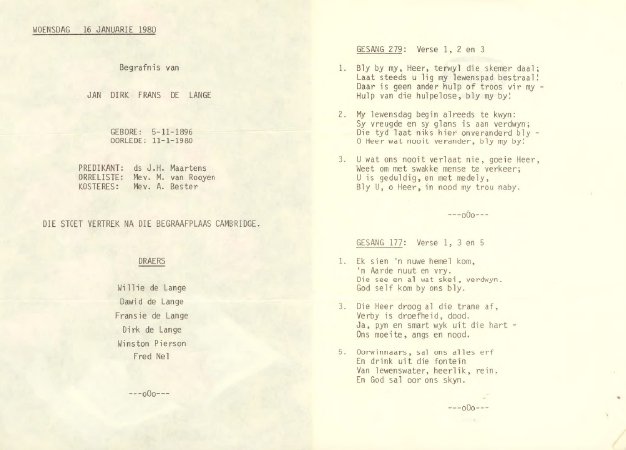 WOENSDAG 16 JANUARIE 1980
Begrafnis van
JAN DIRK FRANS DE LANGE
GEBORE: 5-11-1896
OORLEDE: 11-1-1980
PREDIKANT: ds J.H. Maartens
ORRELISTE: Mev. M. van Rooyen
KOSTERES: Mev. A. Bester
DIE STOET VERTREK NA DIE BEGRAAFPLAAS CAMBRIDGE.
DRAERS
Willie de Lange
Dawid de Lange
Fransie de Lange
Dirk de Lange
Winston Pierson
Fred Nel
---oOo---
GESANG 279: Verse 1, 2 en 3
1. Bly by my, Heer, terwyl die skemer daal;
Laat steeds u lig my lewenspad bestraal!
Daar is geen ander hulp of troos vir my -
Hulp van die hulpelose, bly my by!
2. My lewensdag begin alreeds te kwyn:
Sy vreugde en sy glans is aan verdwyn;
Die tyd laat niks hier onveranderd bly -
O Heer wat nooit verander, bly my by!
3. U wat ons nooit verlaat nie, goeie Heer,
Weet om met swakke mense te verkeer;
U is geduldig, en met medely,
Bly U, o Heer, in nood my trou naby.
---oOo---
GESANG 177: Verse 1, 3 en 5
1. Ek sien 'n nuwe hemel kom,
'n Aarde nuut en vry.
Die see en al wat skei, verdwyn.
God self kom by ons bly.
3. Die Heer droog al die trane af,
Verby is droefheid, dood.
Ja, pyn en smart wyk uit die hart -
Ons moeite, angs en nood.
5. Oorwinnaars, sal ons alles erf
En drink uit die fontein
Van lewenswater, heerlik, rein.
En God sal oor ons skyn.
---oOo---